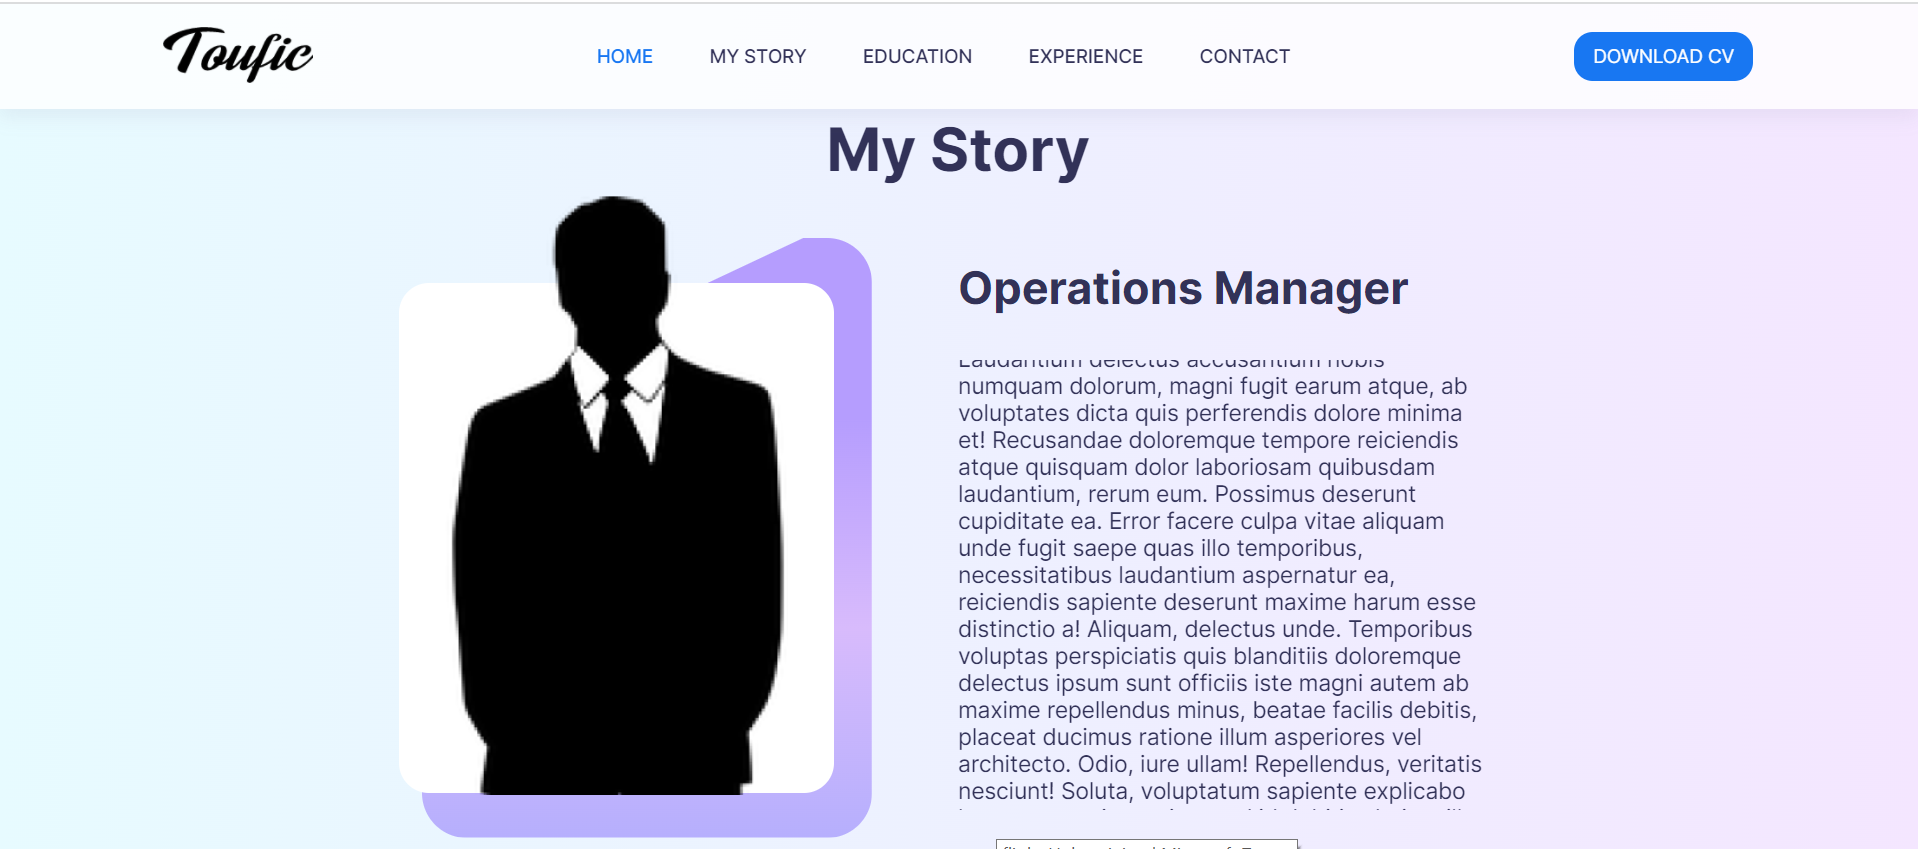 Toufic
HOME
MY STORY
EDUCATION
EXPERIENCE
CONTACT
DOWNLOAD CV
My Story
Operations Manager
Laudantium delectus accusantium nobis
numquam dolorum, magni fugit earum atque, ab
voluptates dicta quis perferendis dolore minima
et! Recusandae doloremque tempore reiciendis
atque quisquam dolor laboriosam quibusdam
laudantium, rerum eum. Possimus deserunt
cupiditate ea. Error facere culpa vitae aliquam
unde fugit saepe quas illo temporibus,
necessitatibus laudantium aspernatur ea,
reiciendis sapiente deserunt maxime harum esse
distinctio a! Aliquam, delectus unde. Temporibus
voluptas perspiciatis quis blanditiis doloremque
delectus ipsum sunt officiis iste magni autem ab
maxime repellendus minus, beatae facilis debitis,
placeat ducimus ratione illum asperiores vel
architecto. Odio, iure ullam! Repellendus, veritatis
nesciunt! Soluta, voluptatum sapiente explicabo